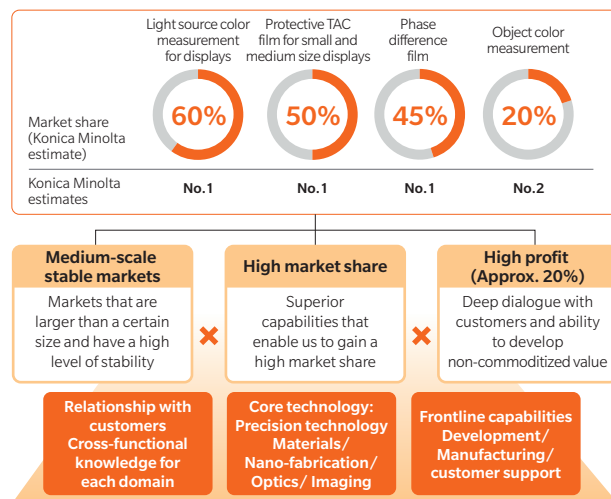 Light source color
measurement
for displays
Protective TAC
film for small and
medium size displays
Phase
difference
film
Object color
measurement
Market share
(Konica Minolta
estimate)
60%
50%
45%
20%
Konica Minolta
estimates
No.1
No.1
No.1
No.2
Medium-scale
stable markets
Markets that are
larger than a certain
size and have a high
level of stability
×
High market share
Superior
capabilities that
enable us to gain
a high market share
×
High profit
(Approx. 20%)
Deep dialogue with
customers and ability
to develop
non-commoditized value
Relationship with
customers
Cross-functional
knowledge for
each domain
Core technology:
Precision technology
Materials/
Nano-fabrication/
Optics/ Imaging
Frontline capabilities
Development/
Manufacturing/
customer support